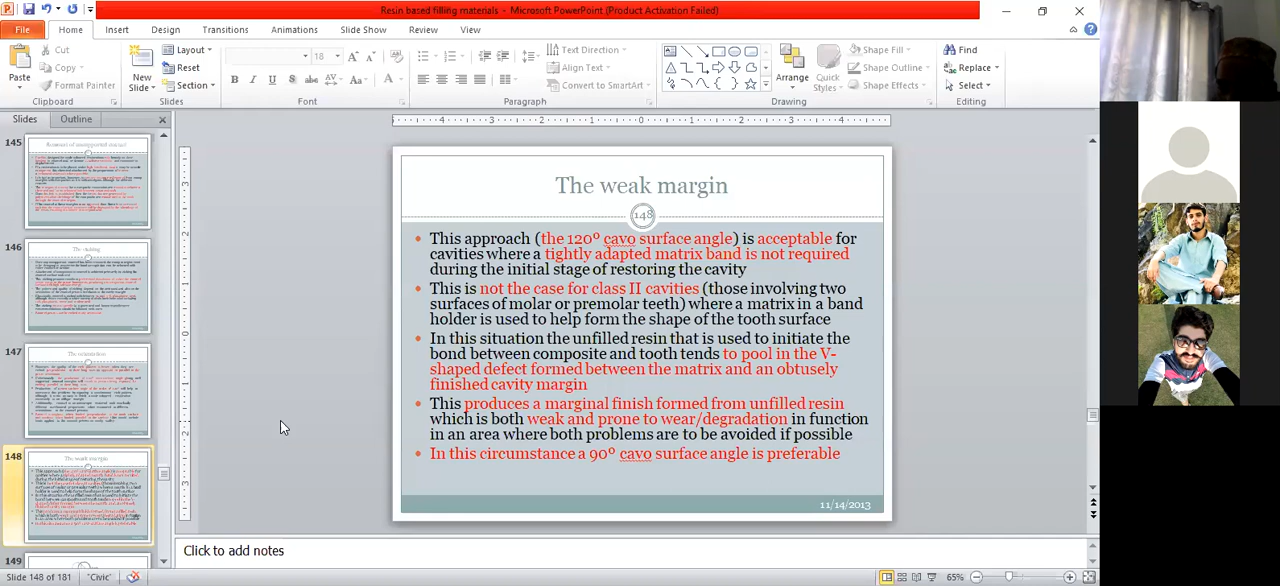 Resin based filling materials - Microsoft PowerPoint (Product Activation Failed)
File Home Insert Design Transitions Animations Slide Show Review View
Cut
Copy
Format Painter
Paste
Clipboard
New
Slide
Layout
Reset
Section
Slides
18
Font
Text Direction
Align Text
Convert to SmartArt
Paragraph
Arrange
Quick
Styles
Shape Fill
Shape Outline
Shape Effects
Drawing
Find
Replace
Select
Editing
Slides Outline
145
146
147
148
149
The weak margin
148
This approach (the 120º cavo surface angle) is acceptable for
cavities where a tightly adapted matrix band is not required
during the initial stage of restoring the cavity
This is not the case for class II cavities (those involving two
surfaces of molar or premolar teeth) where a matrix in a band
holder is used to help form the shape of the tooth surface
In this situation the unfilled resin that is used to initiate the
bond between composite and tooth tends to pool in the V-
shaped defect formed between the matrix and an obtusely
finished cavity margin
This produces a marginal finish formed from unfilled resin
which is both weak and prone to wear/degradation in function
in an area where both problems are to be avoided if possible
In this circumstance a 90º cavo surface angle is preferable
11/14/2013
Click to add notes
Slide 148 of 181 "Civic" 65%